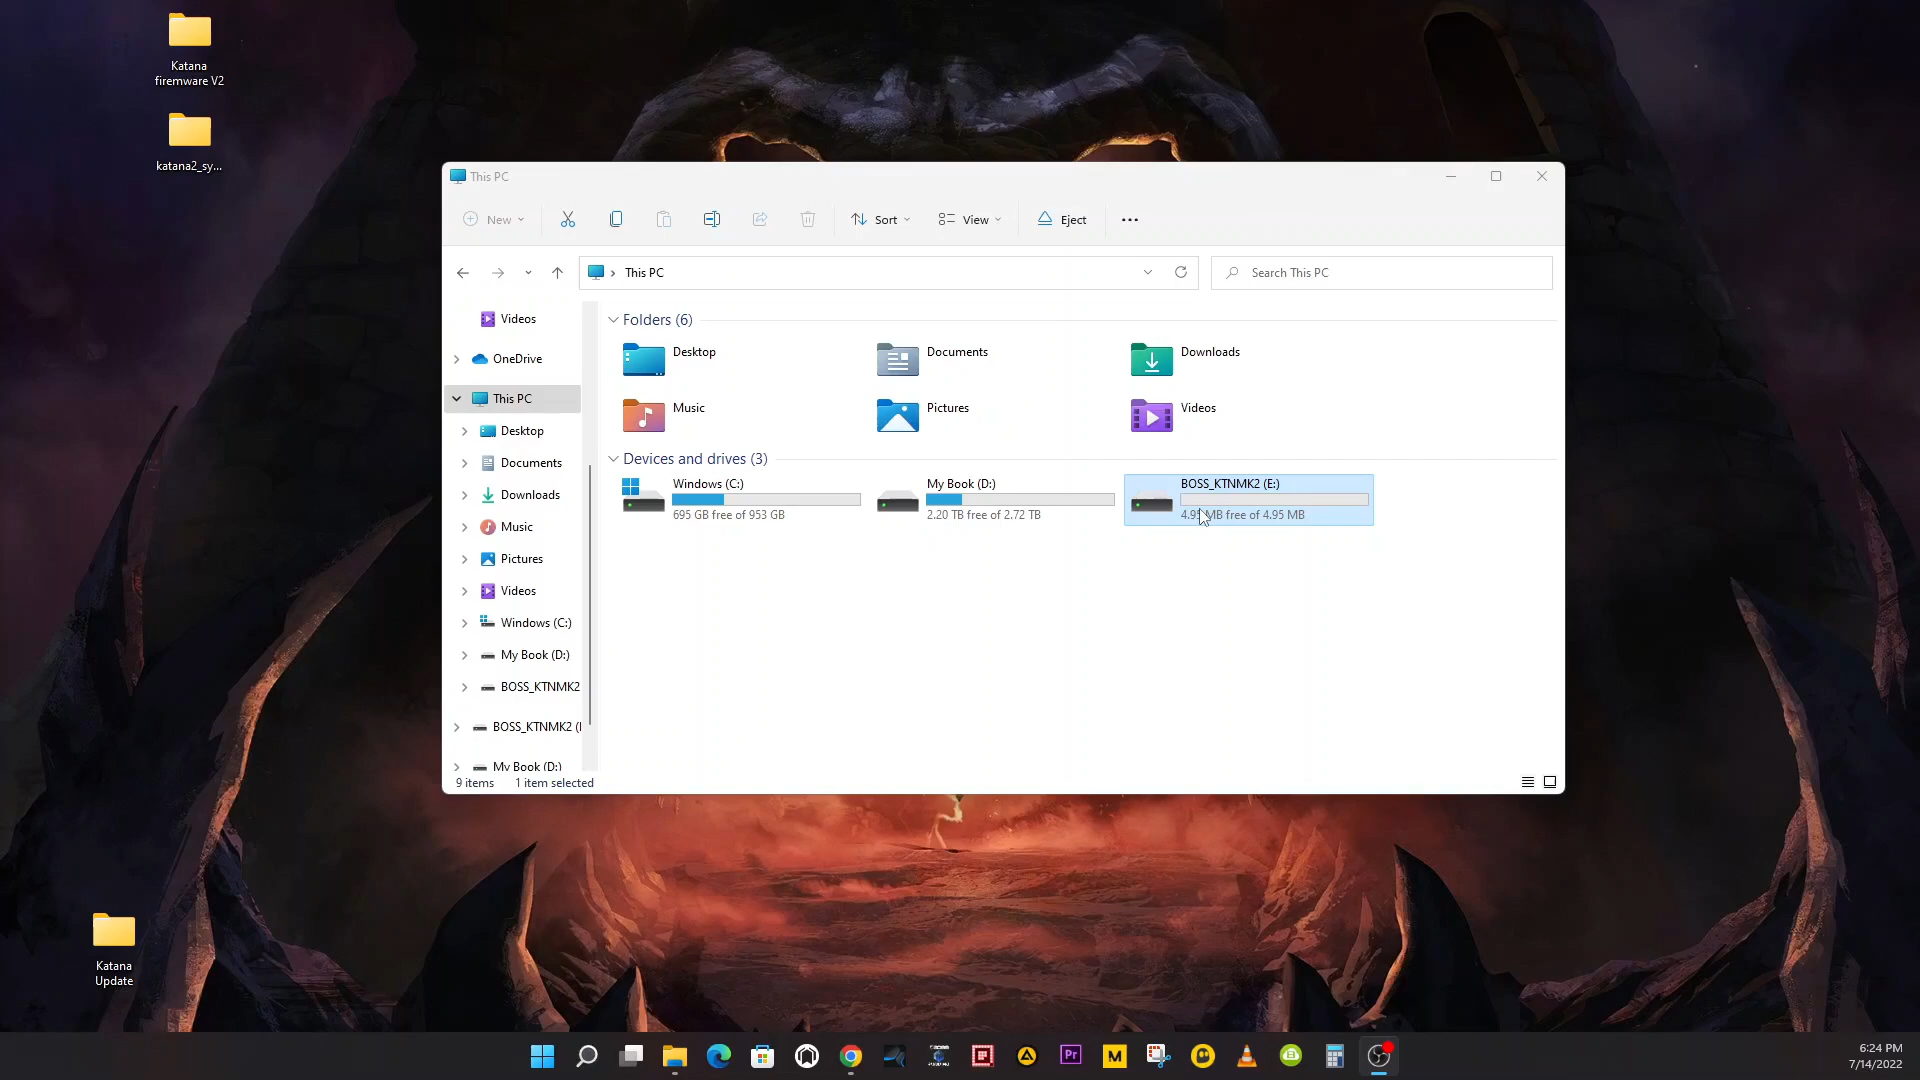 Katana
firemware V2
katana2_sy...
This PC
New
Sort
View
Eject
This PC
Search This PC
Videos
OneDrive
This PC
Desktop
Documents
Downloads
Music
Pictures
Videos
Windows (C:)
My Book (D:)
BOSS_KTNMK2
BOSS_KTNMK2 (
My Book (D:)
Folders (6)
Desktop
Documents
Downloads
Music
Pictures
Videos
Devices and drives (3)
Windows (C:)
695 GB free of 953 GB
My Book (D:)
2.20 TB free of 2.72 TB
BOSS_KTNMK2 (E:)
4.95 MB free of 4.95 MB
9 items
1 item selected
Katana
Update
Pr
M
6:24 PM
7/14/2022